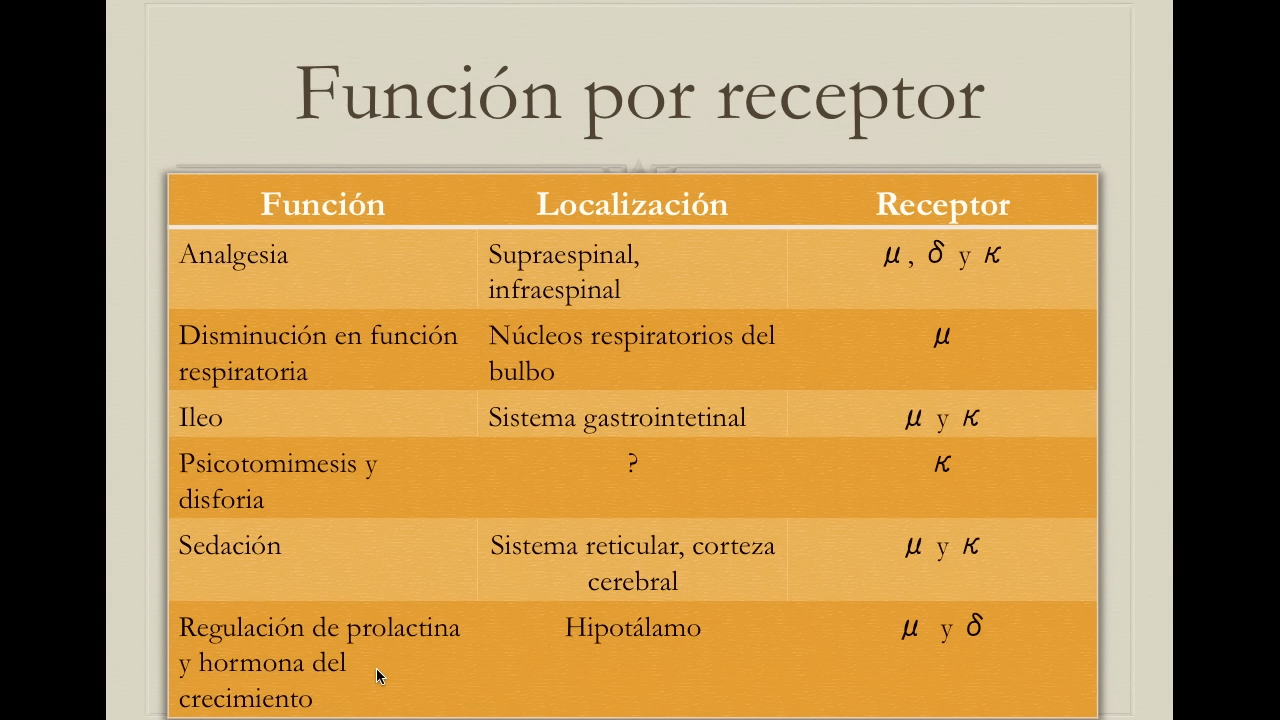 Función por receptor
Función Localización Receptor
Analgesia Supraespinal, infraespinal μ , δ y κ
Disminución en función respiratoria Núcleos respiratorios del bulbo μ
Ileo Sistema gastrointetinal μ y κ
Psicotomimesis y disforia ? κ
Sedación Sistema reticular, corteza cerebral μ y κ
Regulación de prolactina y hormona del crecimiento Hipotálamo μ y δ